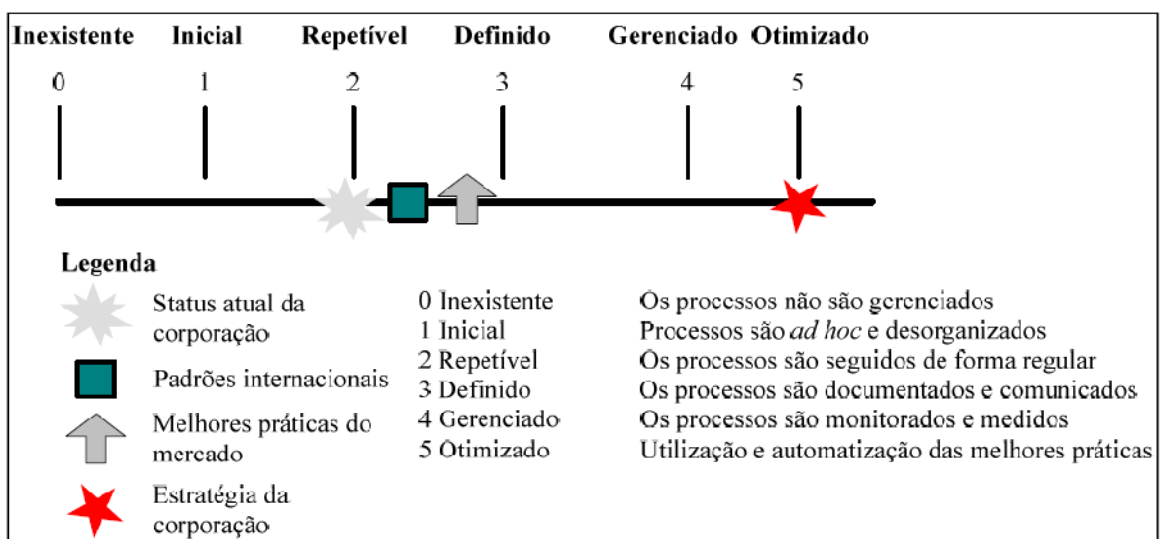 Inexistente Inicial Repetível Definido Gerenciado Otimizado
0 1 2 3 4 5
Legenda
Status atual da
corporação
Padrões internacionais
Melhores práticas do
mercado
Estratégia da
corporação
0 Inexistente Os processos não são gerenciados
1 Inicial Processos são ad hoc e desorganizados
2 Repetível Os processos são seguidos de forma regular
3 Definido Os processos são documentados e comunicados
4 Gerenciado Os processos são monitorados e medidos
5 Otimizado Utilização e automatização das melhores práticas